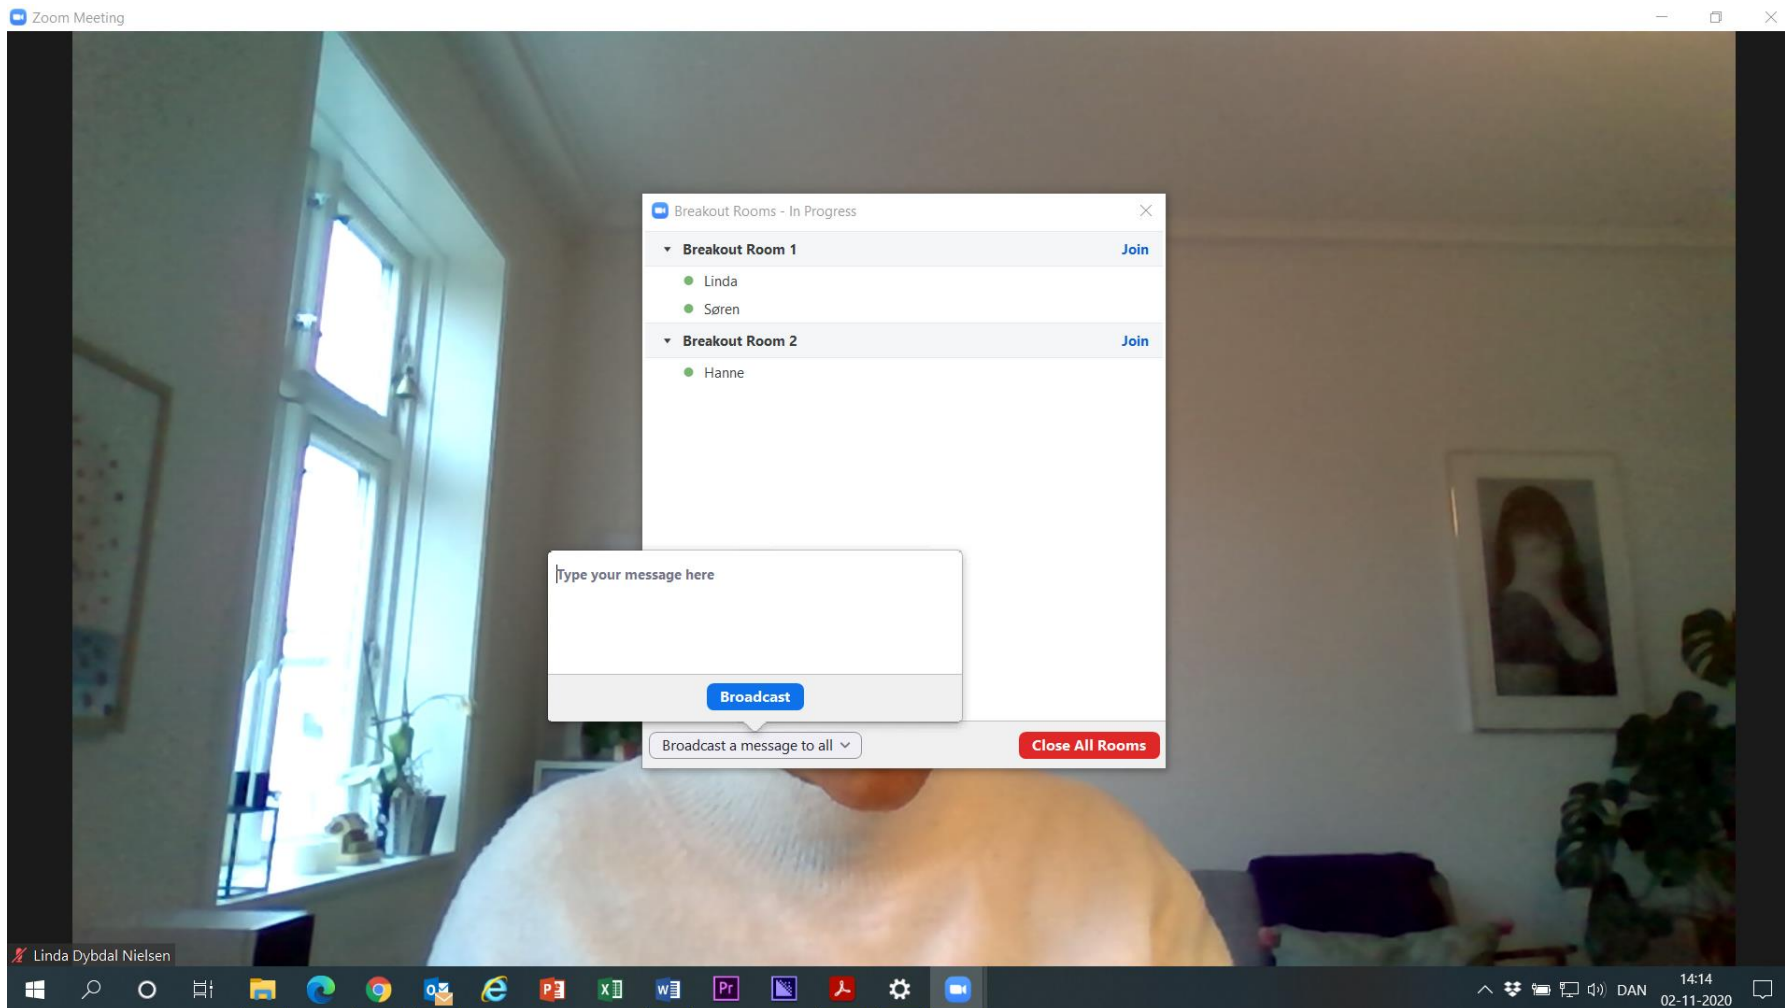 Zoom Meeting
Breakout Rooms - In Progress
Breakout Room 1
Join
Linda
Søren
Breakout Room 2
Join
Hanne
Type your message here
Broadcast
Broadcast a message to all
Close All Rooms
Linda Dybdal Nielsen
DAN
14:14
02-11-2020